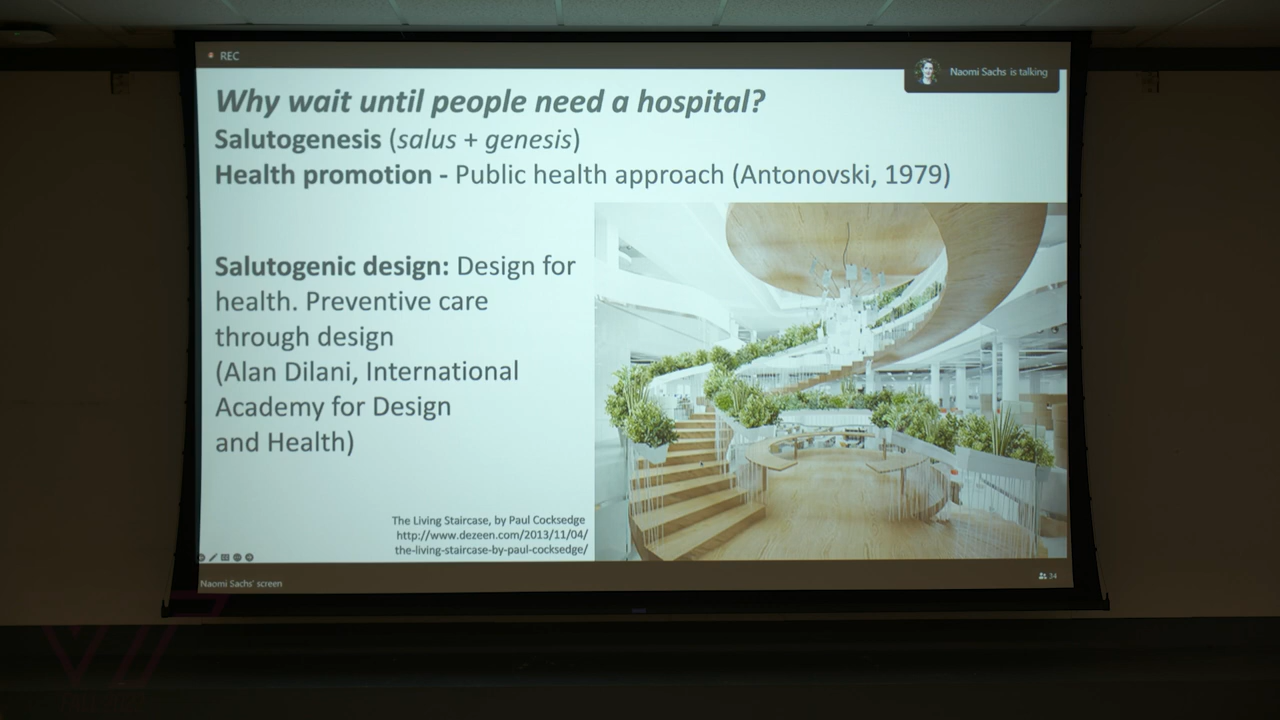 REC
Naomi Sachs is talking
Why wait until people need a hospital?
Salutogenesis (salus + genesis)
Health promotion - Public health approach (Antonovski, 1979)
Salutogenic design: Design for
health. Preventive care
through design
(Alan Dilani, International
Academy for Design
and Health)
The Living Staircase, by Paul Cocksedge
http://www.dezeen.com/2013/11/04/
the-living-staircase-by-paul-cocksedge/
Naomi Sachs' screen
34